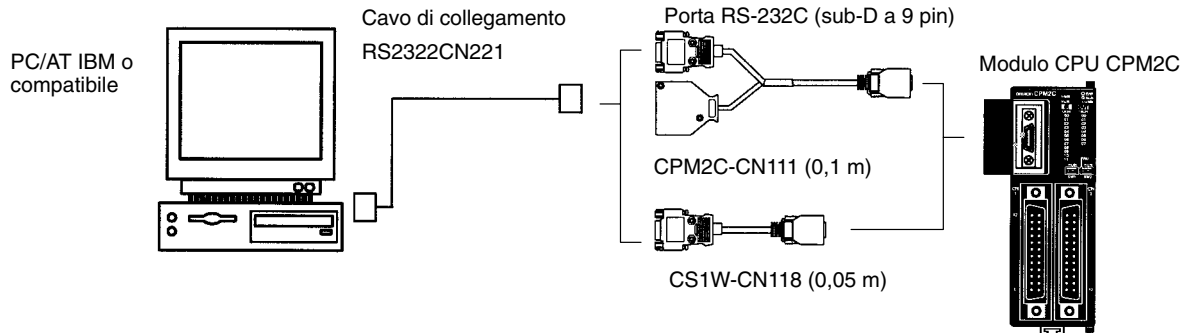 Cavo di collegamento
RS2322CN221
Porta RS-232C (sub-D a 9 pin)
PC/AT IBM o
compatibile
Modulo CPU CPM2C
CPM2C-CN111 (0,1 m)
CS1W-CN118 (0,05 m)